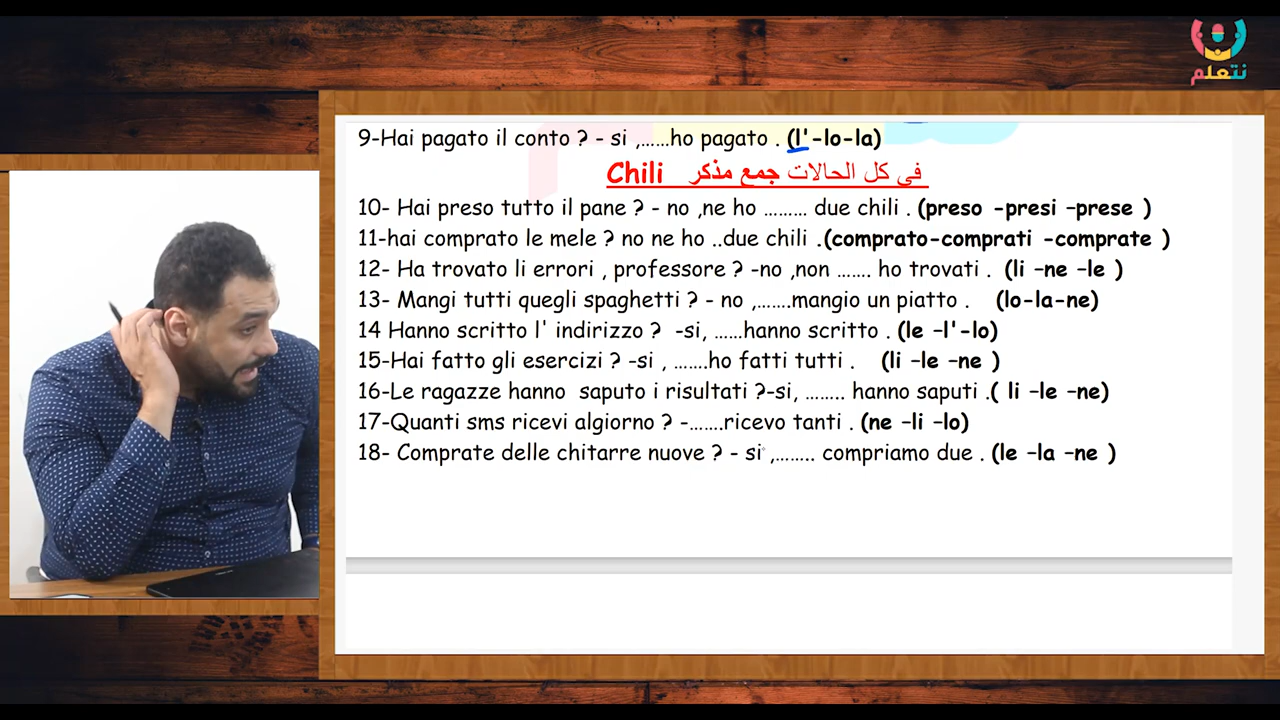 نتعلم
9-Hai pagato il conto ? - si ,......ho pagato . (l'-lo-la)
Chili في كل الحالات جمع مذكر
10- Hai preso tutto il pane ? - no ,ne ho ......... due chili . (preso -presi –prese )
11-hai comprato le mele ? no ne ho ..due chili .(comprato-comprati -comprate )
12- Ha trovato li errori , professore ? -no ,non ....... ho trovati . (li –ne –le )
13- Mangi tutti quegli spaghetti ? - no ,.......mangio un piatto . (lo-la-ne)
14 Hanno scritto l' indirizzo ? -si, ......hanno scritto . (le –l'-lo)
15-Hai fatto gli esercizi ? -si , .......ho fatti tutti . (li –le –ne )
16-Le ragazze hanno saputo i risultati ?-si, ........ hanno saputi .( li –le –ne)
17-Quanti sms ricevi algiorno ? -.......ricevo tanti . (ne –li –lo)
18- Comprate delle chitarre nuove ? - si ,........ compriamo due . (le –la –ne )